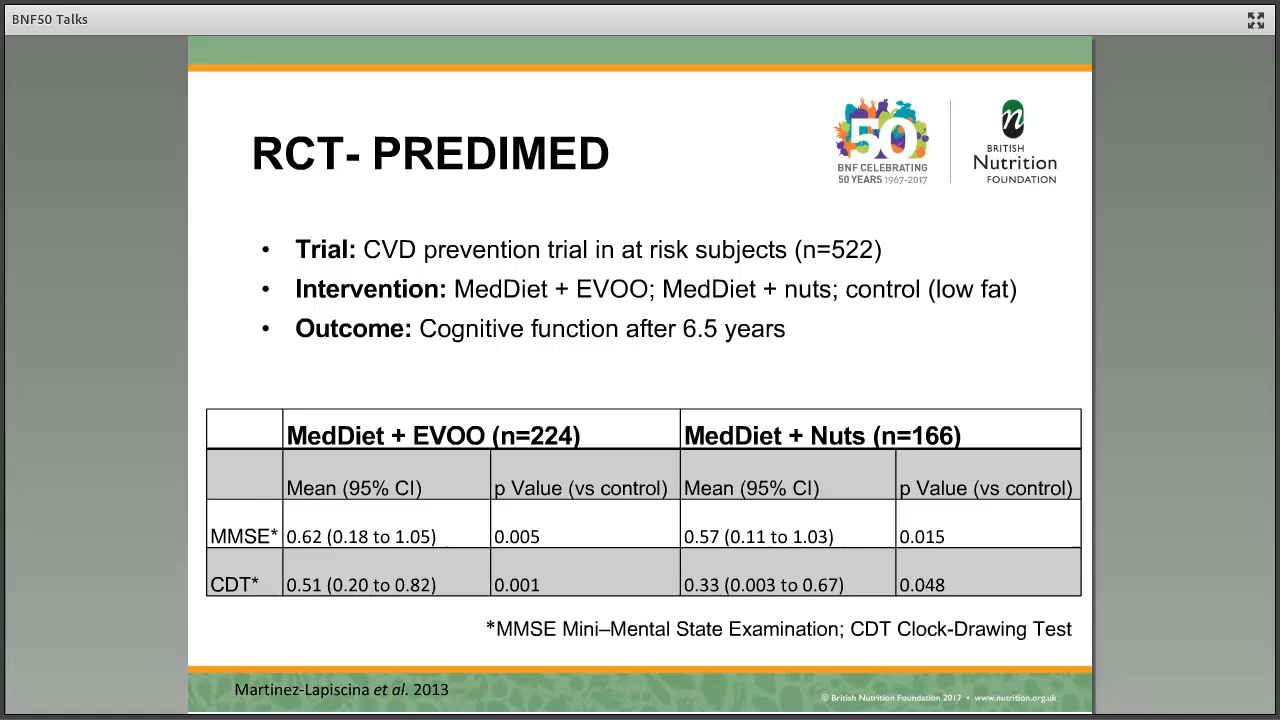 BNF50 Talks
RCT- PREDIMED
50
BNF CELEBRATING
50 YEARS 1967-2017
n
BRITISH
Nutrition
FOUNDATION
• Trial: CVD prevention trial in at risk subjects (n=522)
• Intervention: MedDiet + EVOO; MedDiet + nuts; control (low fat)
• Outcome: Cognitive function after 6.5 years
MedDiet + EVOO (n=224) MedDiet + Nuts (n=166)
Mean (95% CI) p Value (vs control) Mean (95% CI) p Value (vs control)
MMSE* 0.62 (0.18 to 1.05) 0.005 0.57 (0.11 to 1.03) 0.015
CDT* 0.51 (0.20 to 0.82) 0.001 0.33 (0.003 to 0.67) 0.048
*MMSE Mini–Mental State Examination; CDT Clock-Drawing Test
Martinez-Lapiscina et al. 2013
© British Nutrition Foundation 2017 • www.nutrition.org.uk